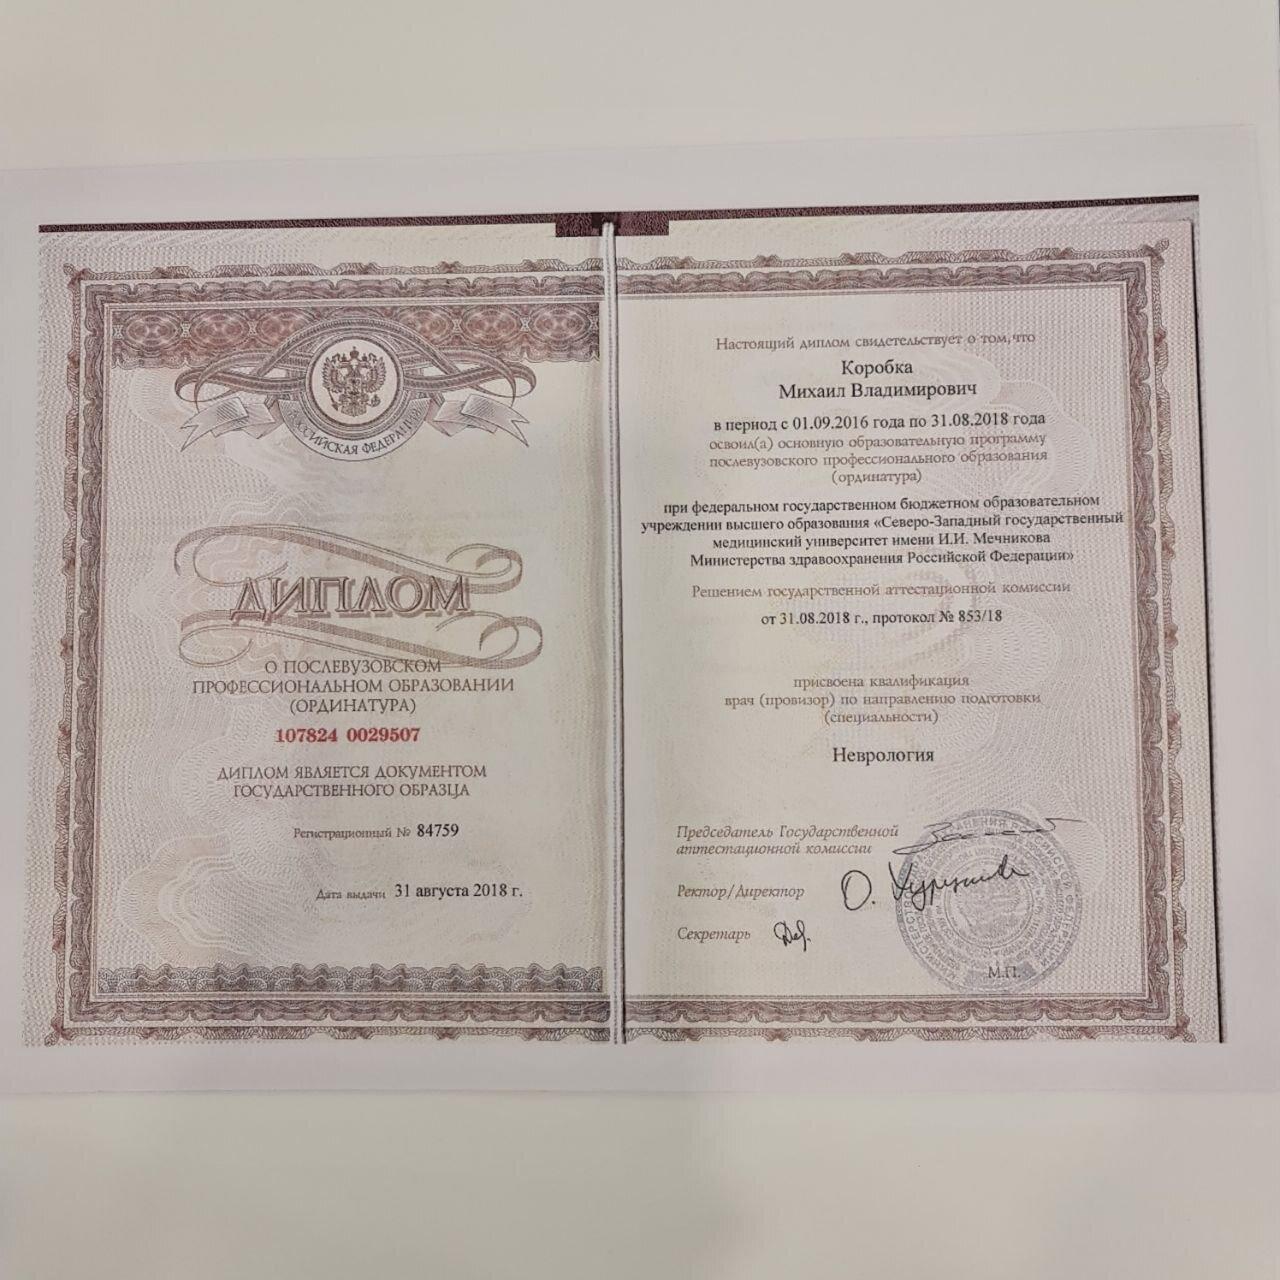 РОССИЙСКАЯ ФЕДЕРАЦИЯ
ДИПЛОМ
О ПОСЛЕВУЗОВСКОМ
ПРОФЕССИОНАЛЬНОМ ОБРАЗОВАНИИ
(ОРДИНАТУРА)
107824 0029507
ДИПЛОМ ЯВЛЯЕТСЯ ДОКУМЕНТОМ
ГОСУДАРСТВЕННОГО ОБРАЗЦА
Регистрационный № 84759
Дата выдачи 31 августа 2018 г.
Настоящий диплом свидетельствует о том, что
Коробка
Михаил Владимирович
в период с 01.09.2016 года по 31.08.2018 года
освоил(а) основную образовательную программу
послевузовского профессионального образования
(ординатура)
при федеральном государственном бюджетном образовательном
учреждении высшего образования «Северо-Западный государственный
медицинский университет имени И.И. Мечникова
Министерства здравоохранения Российской Федерации»
Решением государственной аттестационной комиссии
от 31.08.2018 г., протокол № 853/18
присвоена квалификация
врач (провизор) по направлению подготовки
(специальности)
Неврология
Председатель Государственной
аттестационной комиссии
Ректор/Директор
Секретарь
М.П.